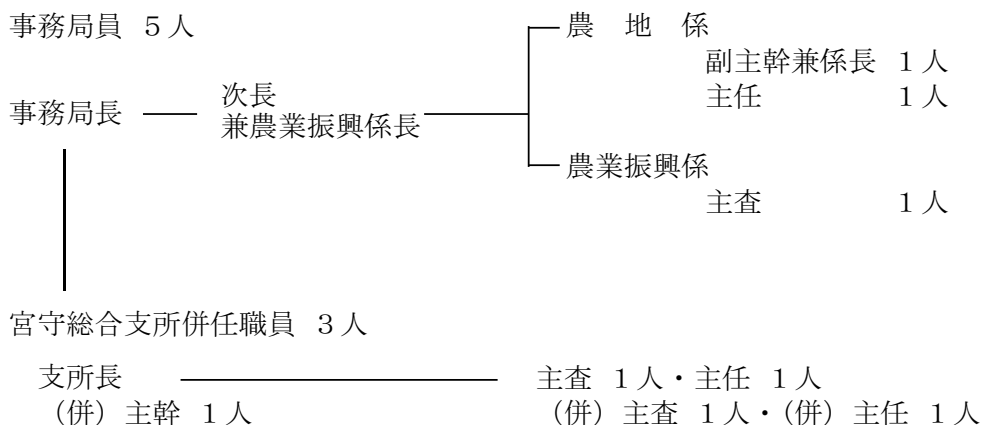 事務局員 5人
農 地 係
副主幹兼係長 1人
主任 1人
事務局長
次長
兼農業振興係長
農業振興係
主査 1人
宮守総合支所併任職員 3人
支所長
(併)主幹 1人
主査 1人・主任 1人
(併)主査 1人・(併)主任 1人